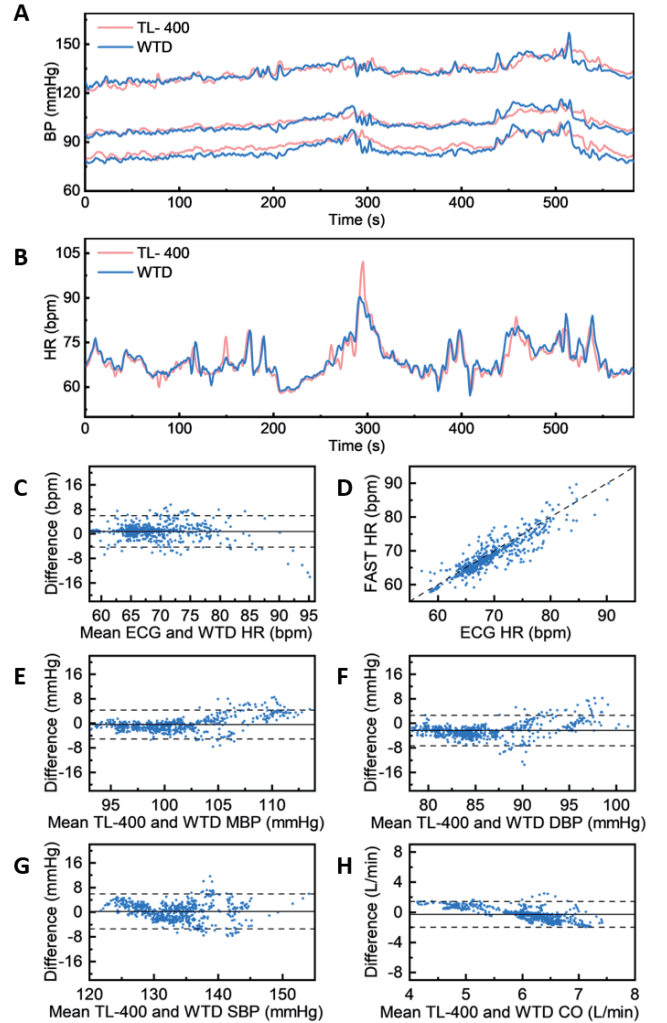 A
TL- 400
WTD
BP (mmHg)
150
120
90
60
0 100 200 300 400 500
Time (s)
B
TL- 400
WTD
HR (bpm)
105
90
75
60
0 100 200 300 400 500
Time (s)
C
Difference (bpm)
16
8
0
-8
-16
60 65 70 75 80 85 90 95
Mean ECG and WTD HR (bpm)
D
FAST HR (bpm)
90
80
70
60
60 70 80 90
ECG HR (bpm)
E
Difference (mmHg)
16
8
0
-8
-16
95 100 105 110
Mean TL-400 and WTD MBP (mmHg)
F
Difference (mmHg)
16
8
0
-8
-16
80 85 90 95 100
Mean TL-400 and WTD DBP (mmHg)
G
Difference (mmHg)
16
8
0
-8
-16
120 130 140 150
Mean TL-400 and WTD SBP (mmHg)
H
Difference (L/min)
8
4
0
-4
-8
4 5 6 7 8
Mean TL-400 and WTD CO (L/min)